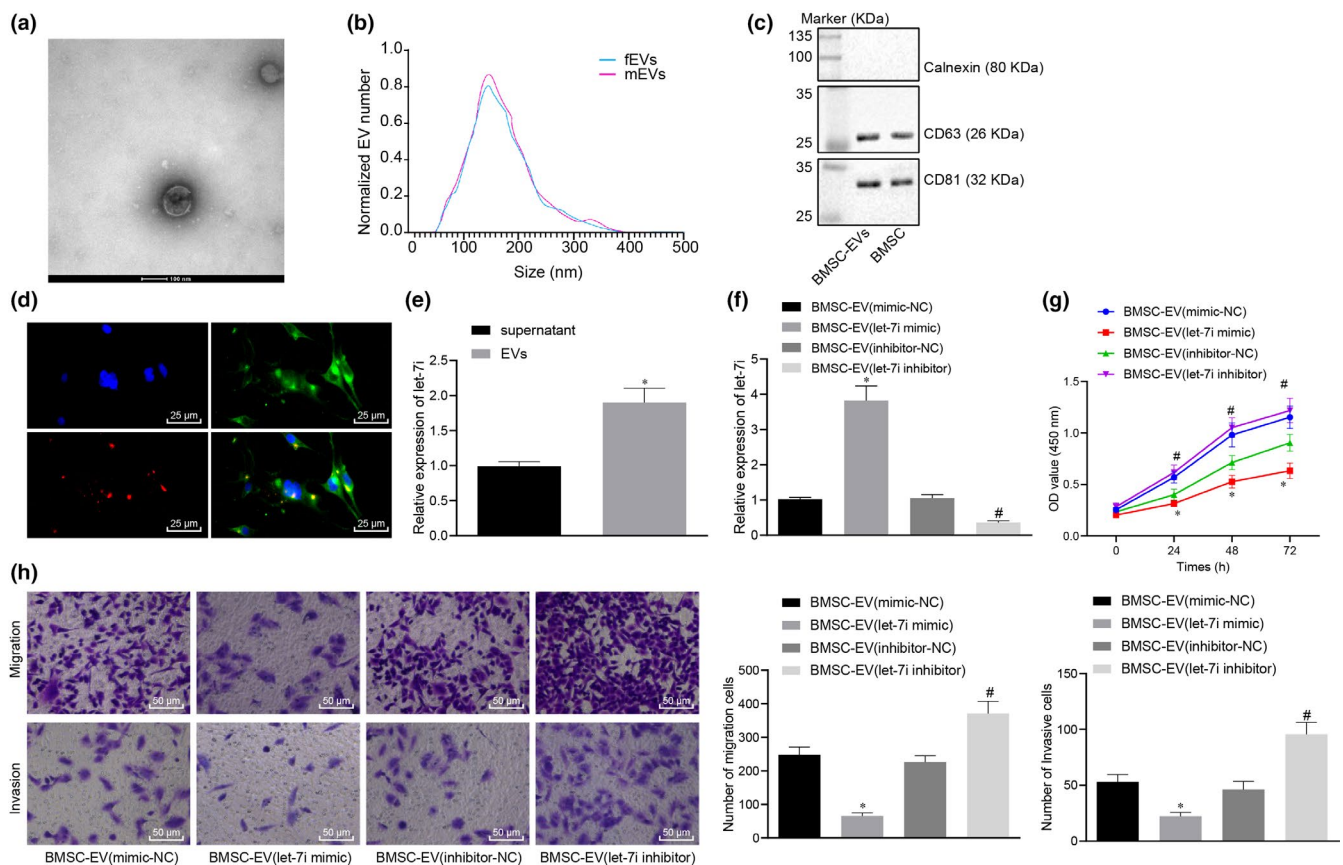 (a)
100 nm
(b)
1.0
0.8
0.6
0.4
0.2
0.0
Normalized EV number
fEVs
mEVs
0
100
200
300
400
500
Size (nm)
(c)
Marker (KDa)
135
100
Calnexin (80 KDa)
35
25
CD63 (26 KDa)
35
25
CD81 (32 KDa)
BMSC-EVs
BMSC
(d)
25 µm
25 µm
25 µm
25 µm
(e)
supernatant
EVs
Relative expression of let-7i
2.5
2.0
1.5
1.0
0.5
0.0
*
(f)
BMSC-EV(mimic-NC)
BMSC-EV(let-7i mimic)
BMSC-EV(inhibitor-NC)
BMSC-EV(let-7i inhibitor)
Relative expression of let-7i
5
4
3
2
1
0
*
#
(g)
BMSC-EV(mimic-NC)
BMSC-EV(let-7i mimic)
BMSC-EV(inhibitor-NC)
BMSC-EV(let-7i inhibitor)
OD value (450 nm)
1.5
1.0
0.5
0.0
#
#
#
*
*
*
0
24
48
72
Times (h)
(h)
Migration
50 µm
50 µm
50 µm
50 µm
Invasion
50 µm
50 µm
50 µm
50 µm
BMSC-EV(mimic-NC)
BMSC-EV(let-7i mimic)
BMSC-EV(inhibitor-NC)
BMSC-EV(let-7i inhibitor)
BMSC-EV(mimic-NC)
BMSC-EV(let-7i mimic)
BMSC-EV(inhibitor-NC)
BMSC-EV(let-7i inhibitor)
Number of migration cells
500
400
300
200
100
0
*
#
BMSC-EV(mimic-NC)
BMSC-EV(let-7i mimic)
BMSC-EV(inhibitor-NC)
BMSC-EV(let-7i inhibitor)
Number of Invasive cells
150
100
50
0
*
#